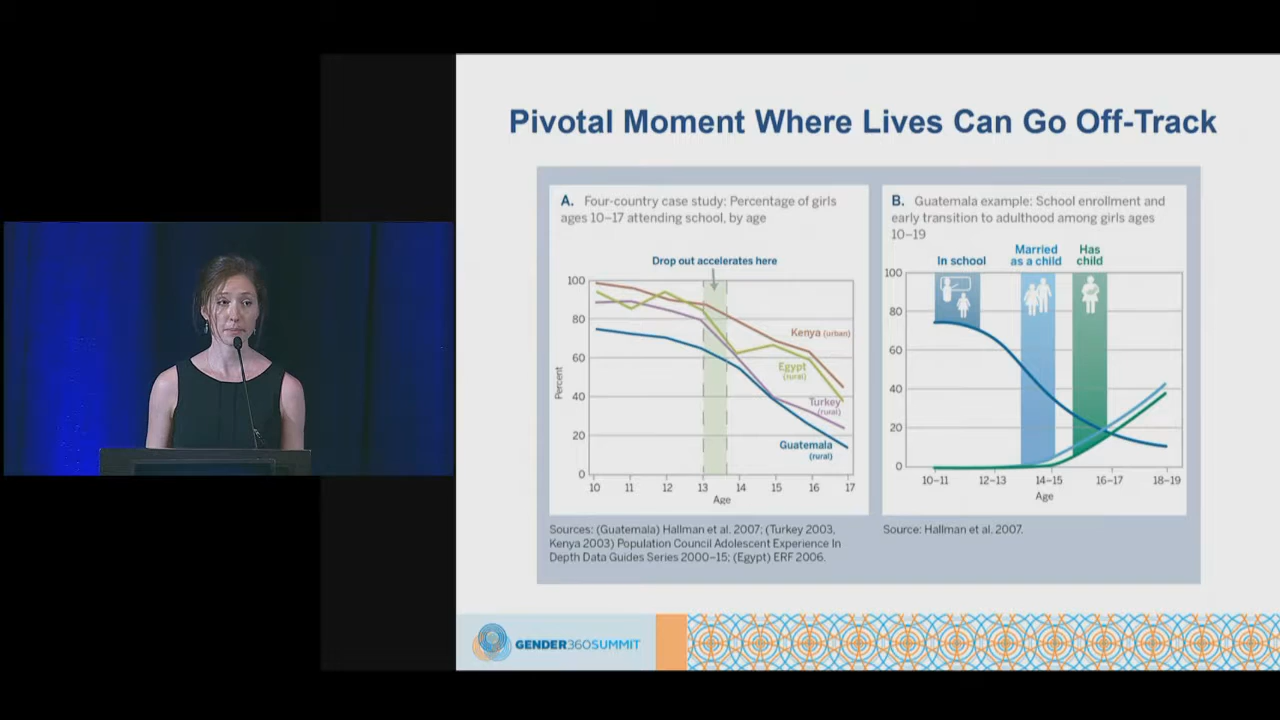 Pivotal Moment Where Lives Can Go Off-Track
A. Four-country case study: Percentage of girls
ages 10–17 attending school, by age
Drop out accelerates here
100
80
60
40
20
0
Percent
Kenya (urban)
Egypt
(rural)
Turkey
(rural)
Guatemala
(rural)
10 11 12 13 14 15 16 17
Age
Sources: (Guatemala) Hallman et al. 2007; (Turkey 2003,
Kenya 2003) Population Council Adolescent Experience In
Depth Data Guides Series 2000–15; (Egypt) ERF 2006.
B. Guatemala example: School enrollment and
early transition to adulthood among girls ages
10–19
In school
Married
as a child
Has
child
100
80
60
40
20
0
10–11 12–13 14–15 16–17 18–19
Age
Source: Hallman et al. 2007.
GENDER360SUMMIT